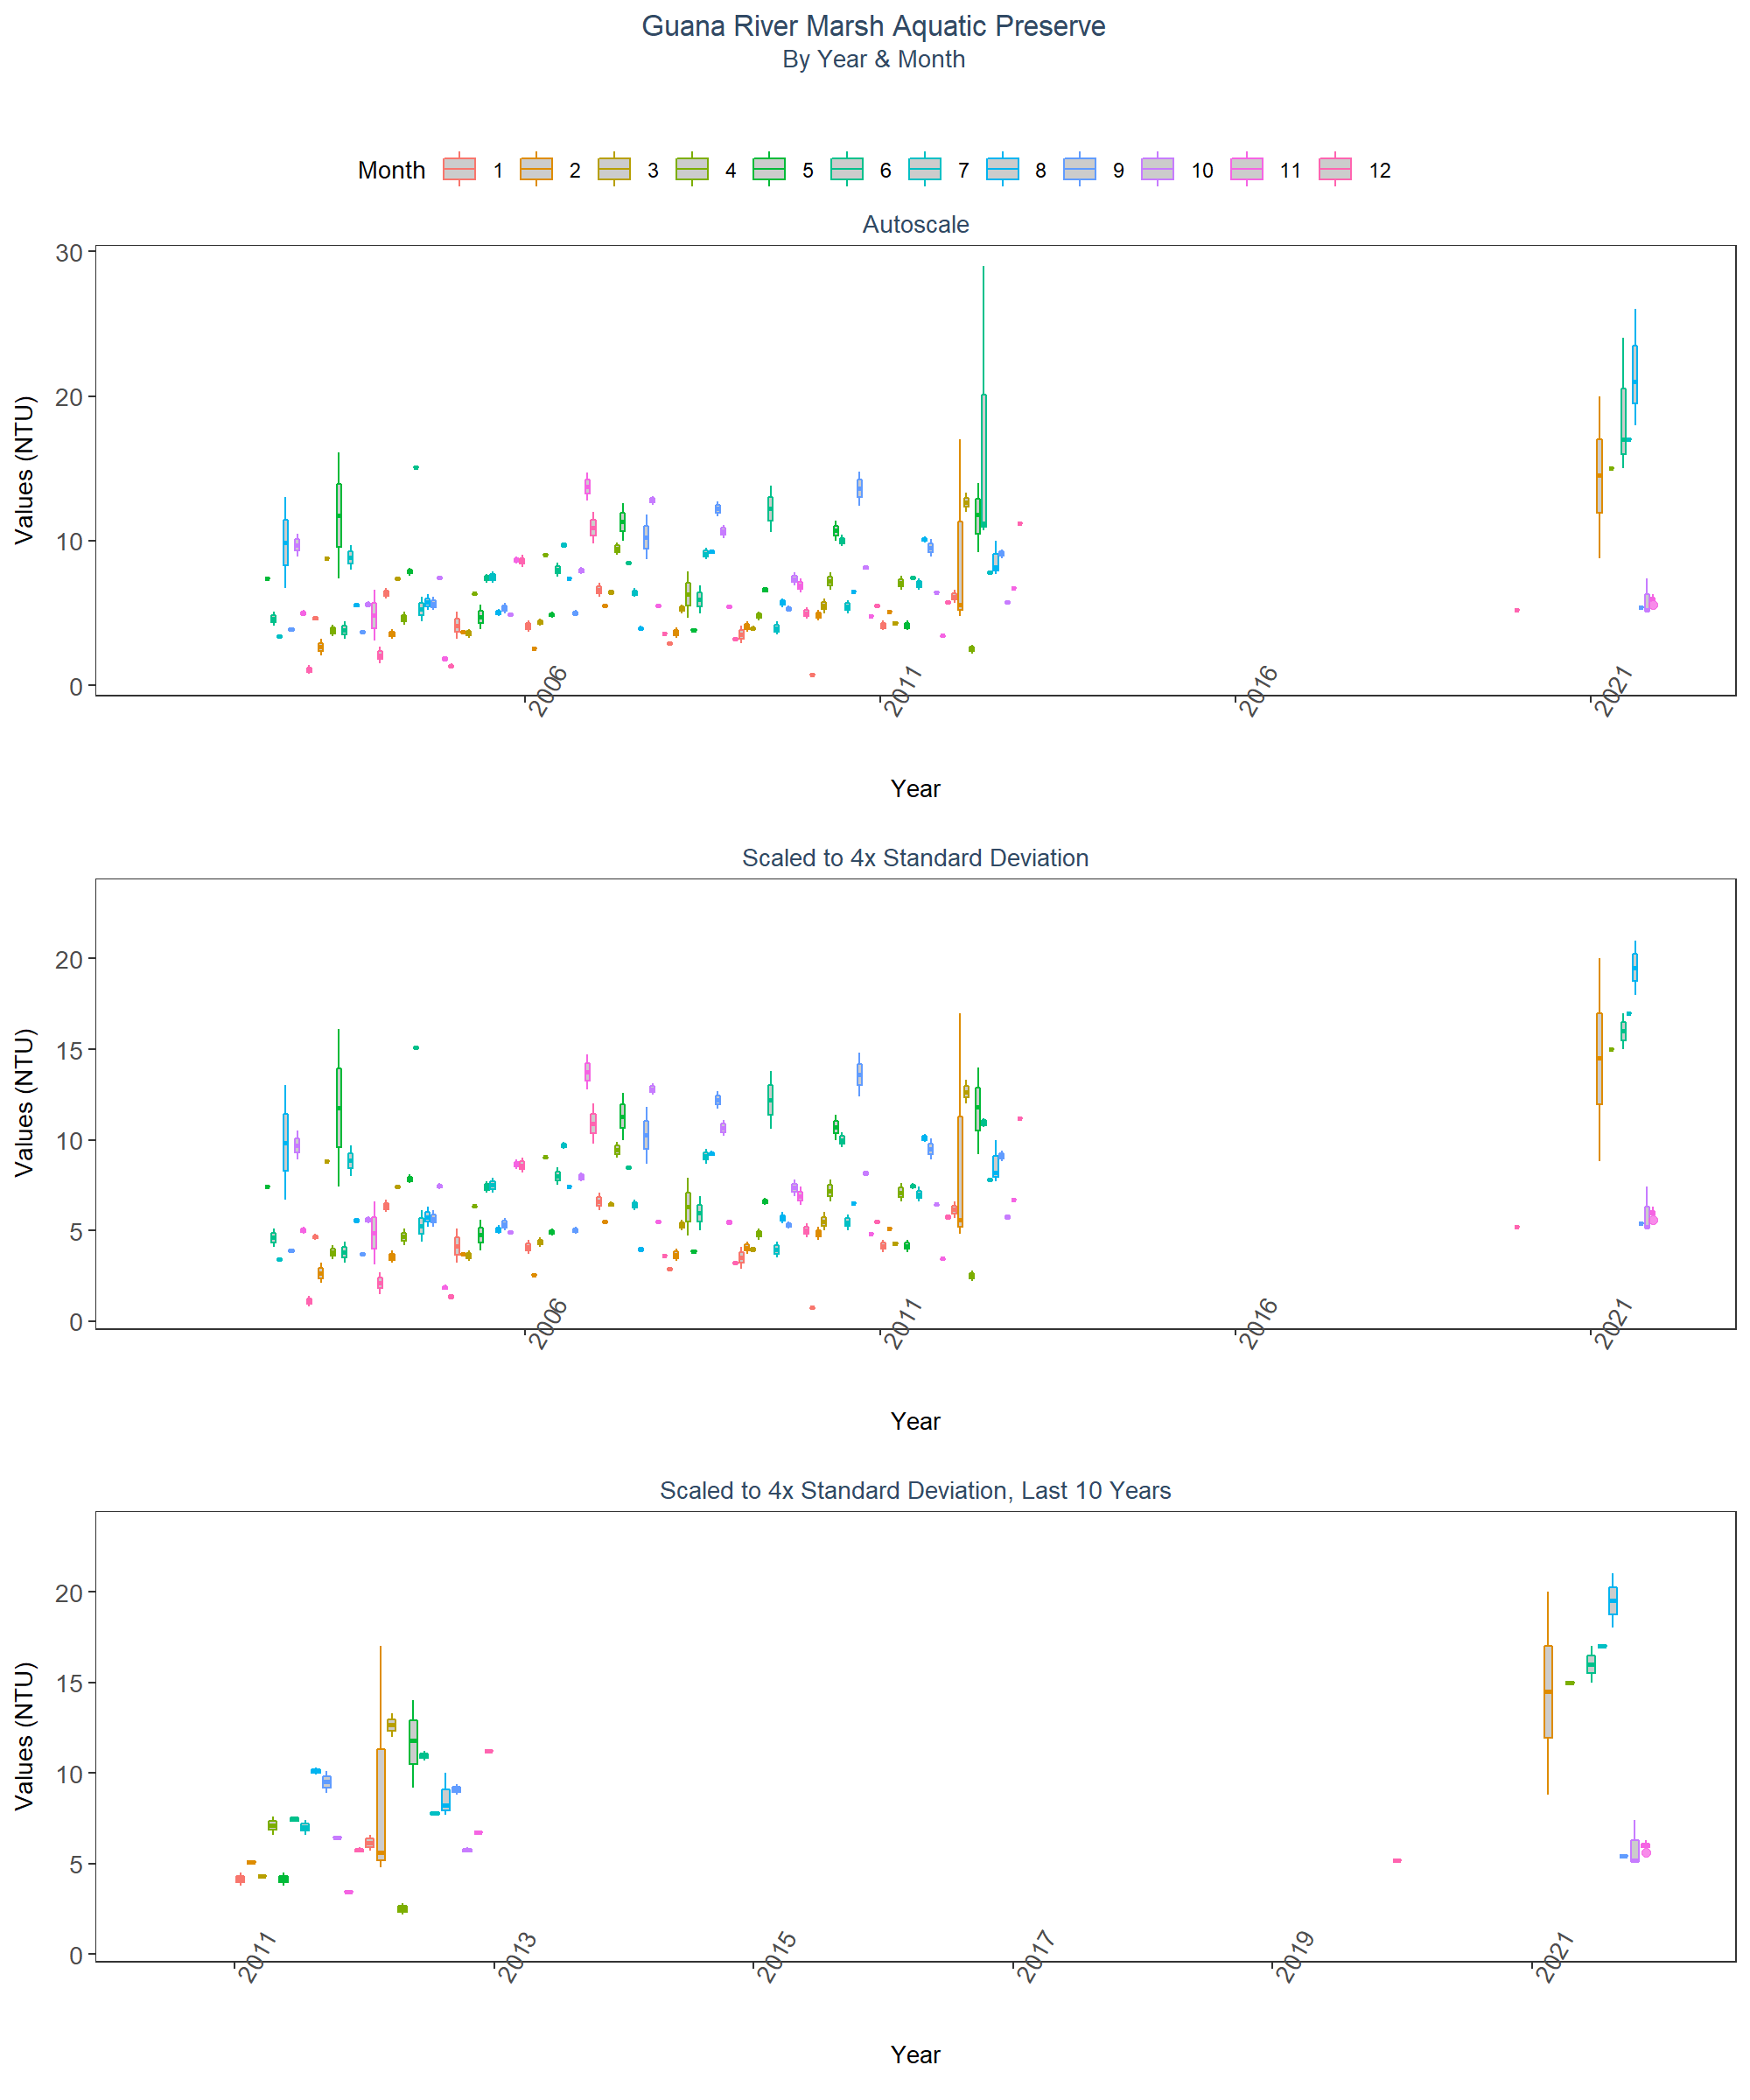 Guana River Marsh Aquatic Preserve
By Year & Month
Month 1 2 3 4 5 6 7 8 9 10 11 12
Autoscale
Values (NTU)
30
20
10
0
2006 2011 2016 2021
Year
Scaled to 4x Standard Deviation
Values (NTU)
20
15
10
5
0
2006 2011 2016 2021
Year
Scaled to 4x Standard Deviation, Last 10 Years
Values (NTU)
20
15
10
5
0
2011 2013 2015 2017 2019 2021
Year